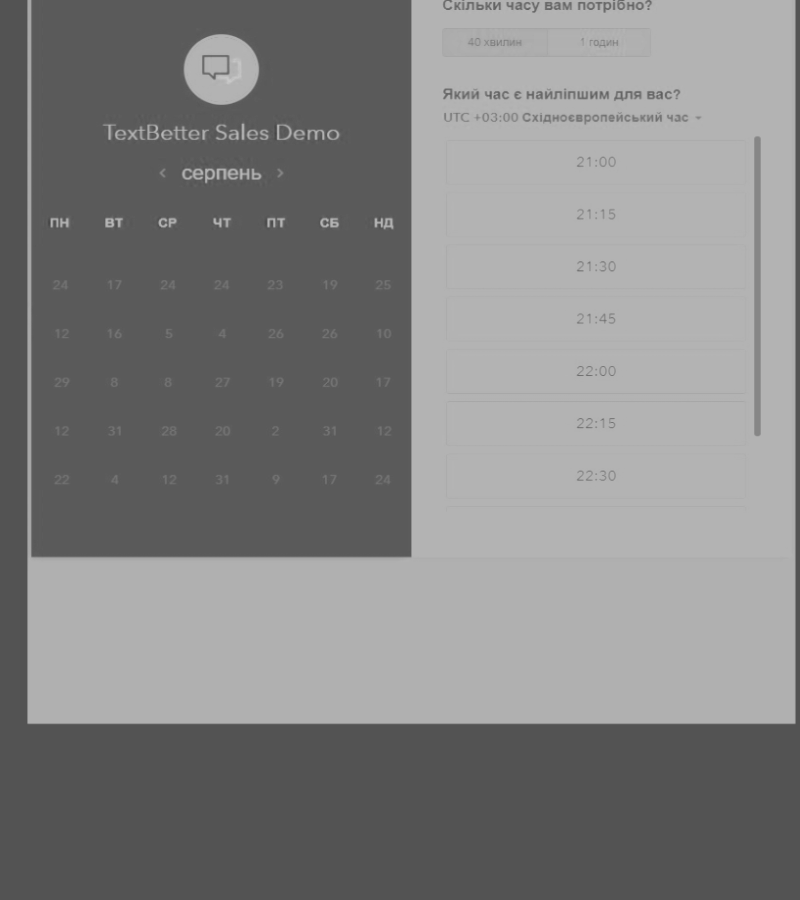 Скільки часу вам потрібно?
40 хвилин
1 годин
Який час є найліпшим для вас?
UTC +03:00 Східноєвропейський час
TextBetter Sales Demo
серпень
ПН ВТ СР ЧТ ПТ СБ НД
24 17 24 24 23 19 25
12 16 5 4 26 26 10
29 8 8 27 19 20 17
12 31 28 20 2 31 12
22 4 12 31 9 17 24
21:00
21:15
21:30
21:45
22:00
22:15
22:30